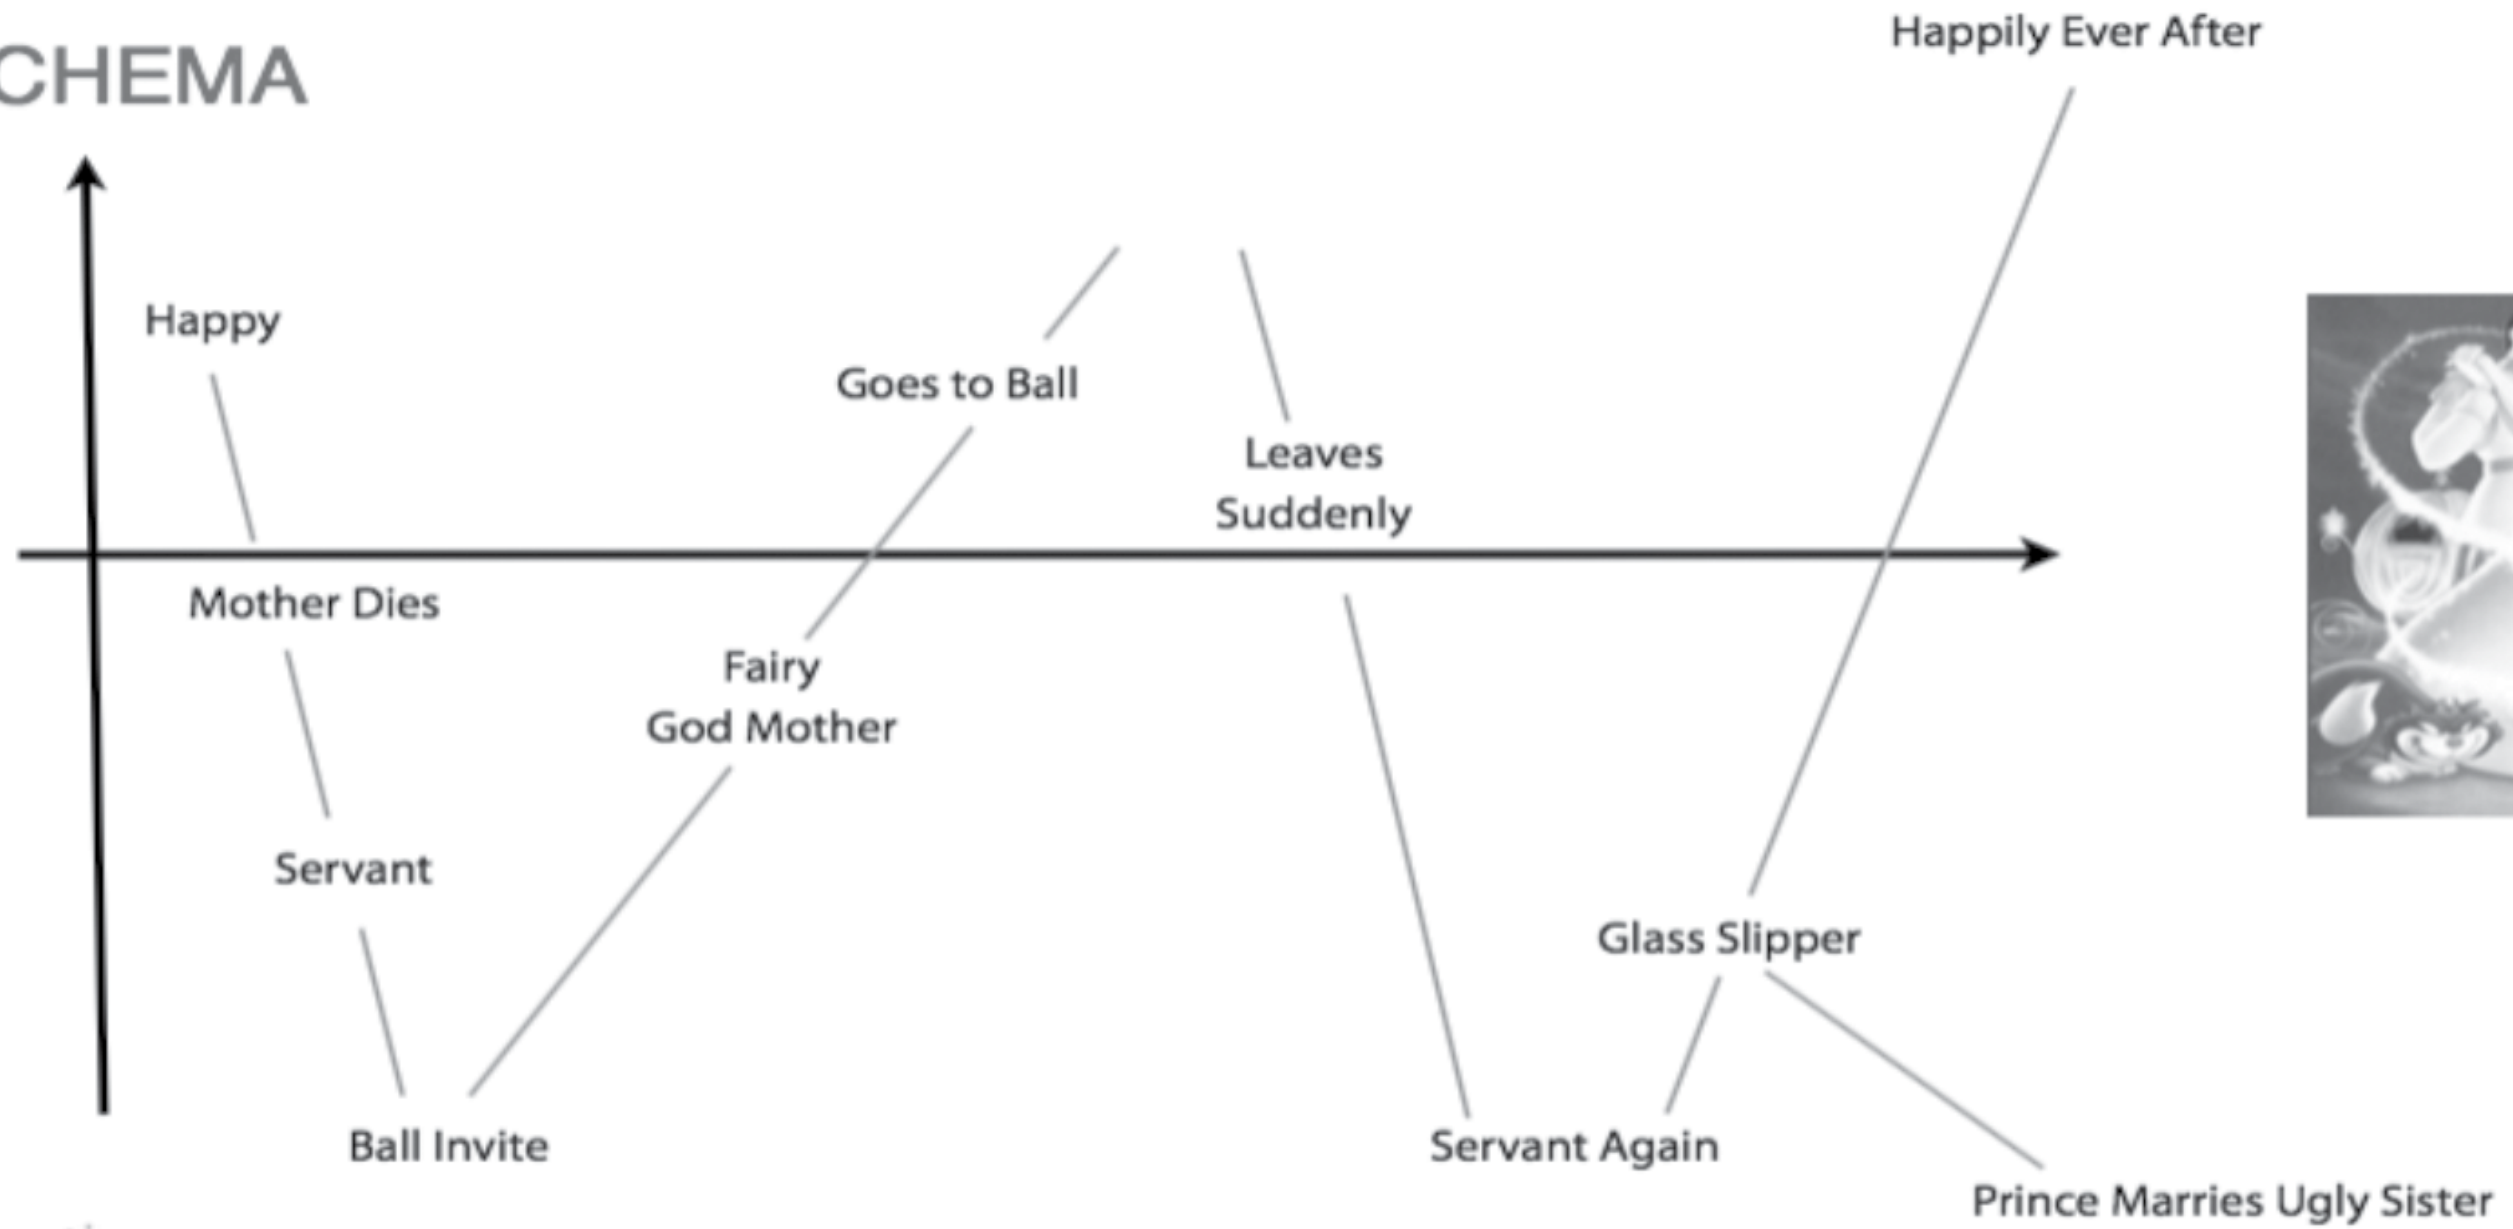 CHEMA
Happily Ever After
Happy
Goes to Ball
Leaves
Suddenly
Mother Dies
Fairy
God Mother
Servant
Glass Slipper
Ball Invite
Servant Again
Prince Marries Ugly Sister